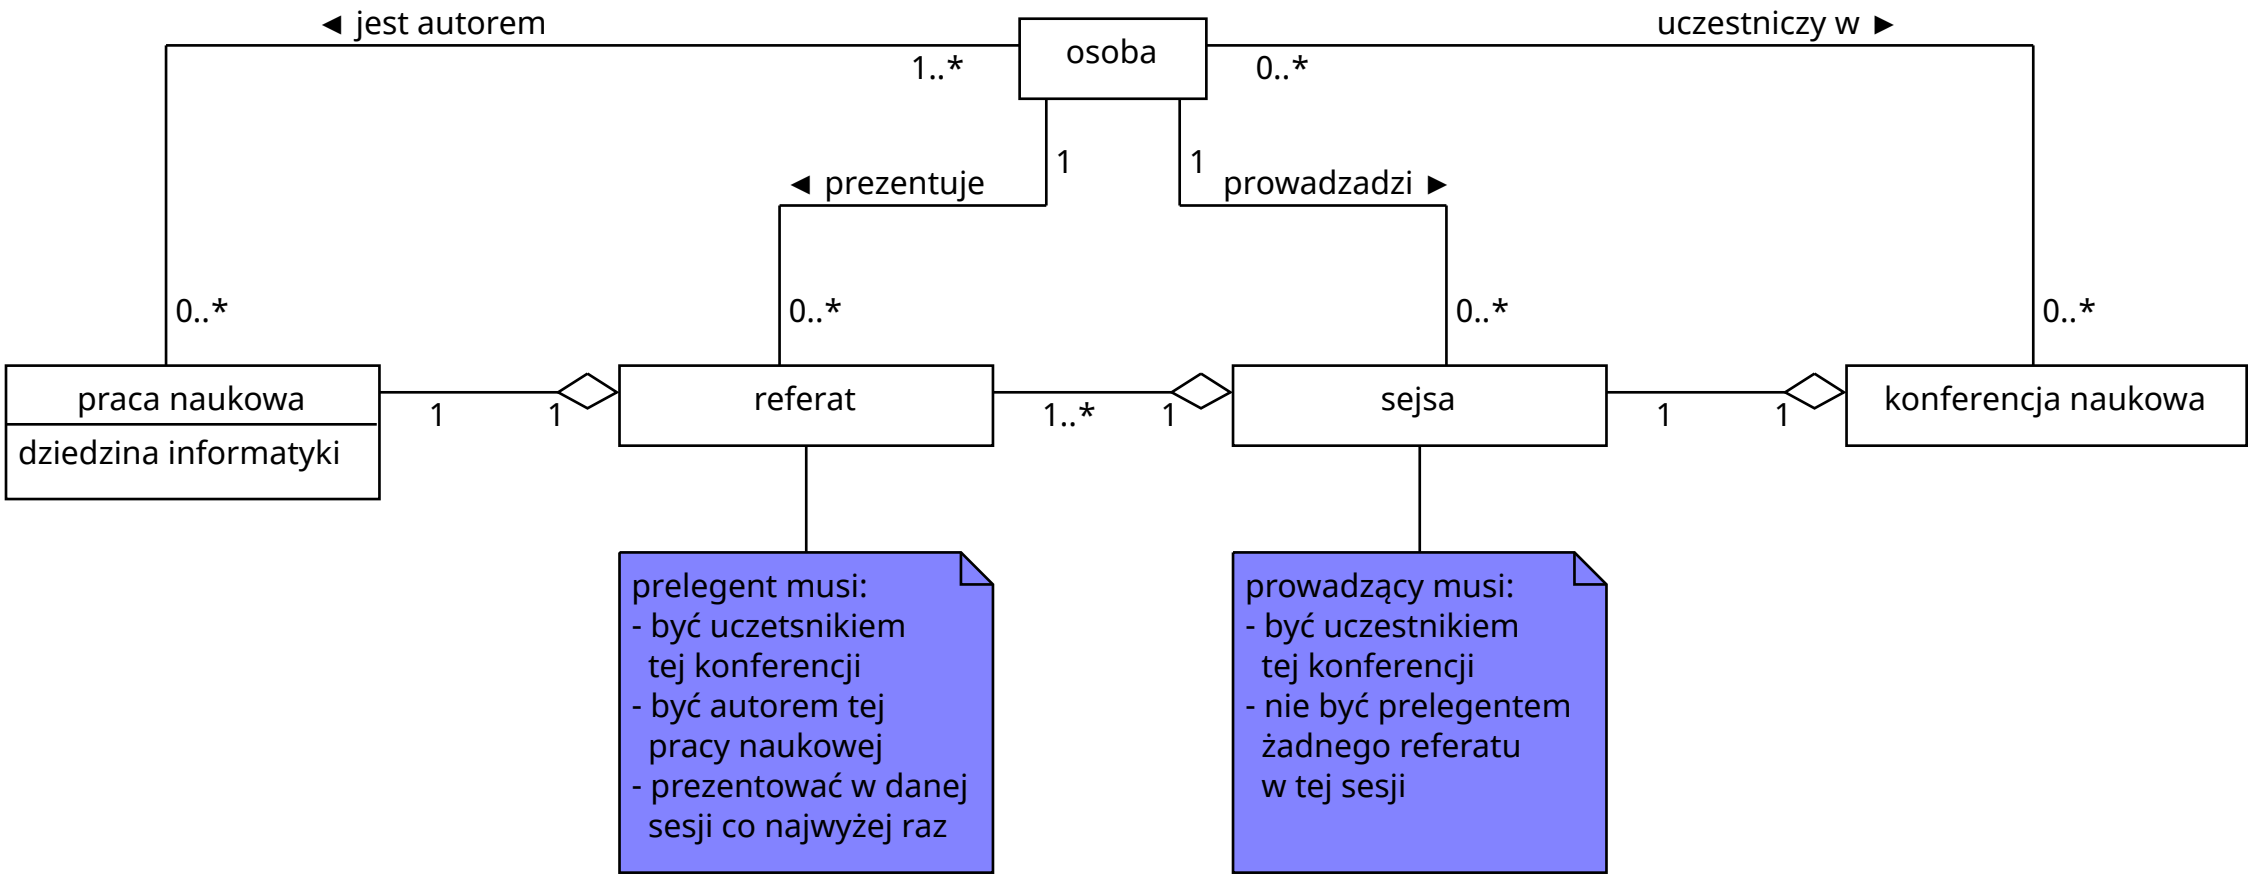 ◄ jest autorem
uczestniczy w ►
osoba
1..*
0..*
1
1
◄ prezentuje
prowadzadzi ►
0..*
0..*
0..*
0..*
praca naukowa
referat
sejsa
konferencja naukowa
1
1
1..*
1
1
1
dziedzina informatyki
prelegent musi:
- być uczetsnikiem
tej konferencji
- być autorem tej
pracy naukowej
- prezentować w danej
sesji co najwyżej raz
prowadzący musi:
- być uczestnikiem
tej konferencji
- nie być prelegentem
żadnego referatu
w tej sesji